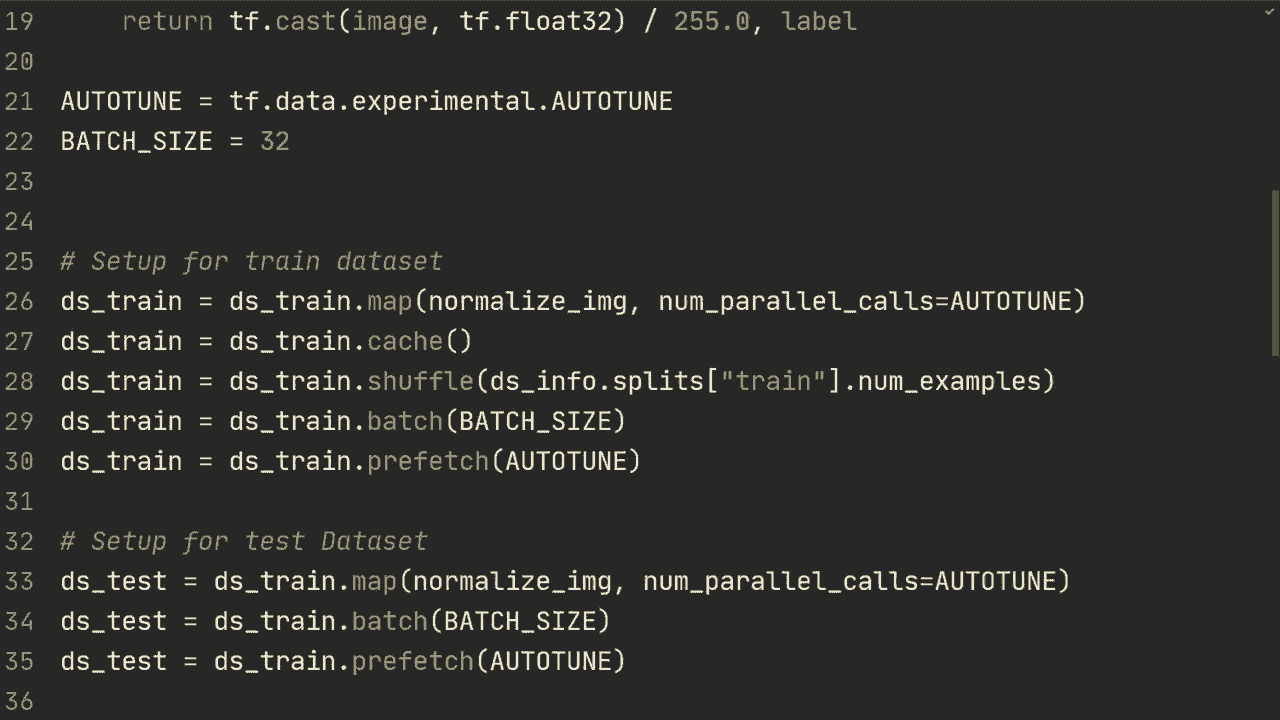 19 return tf.cast(image, tf.float32) / 255.0, label
20
21 AUTOTUNE = tf.data.experimental.AUTOTUNE
22 BATCH_SIZE = 32
23
24
25 # Setup for train dataset
26 ds_train = ds_train.map(normalize_img, num_parallel_calls=AUTOTUNE)
27 ds_train = ds_train.cache()
28 ds_train = ds_train.shuffle(ds_info.splits["train"].num_examples)
29 ds_train = ds_train.batch(BATCH_SIZE)
30 ds_train = ds_train.prefetch(AUTOTUNE)
31
32 # Setup for test Dataset
33 ds_test = ds_train.map(normalize_img, num_parallel_calls=AUTOTUNE)
34 ds_test = ds_train.batch(BATCH_SIZE)
35 ds_test = ds_train.prefetch(AUTOTUNE)
36